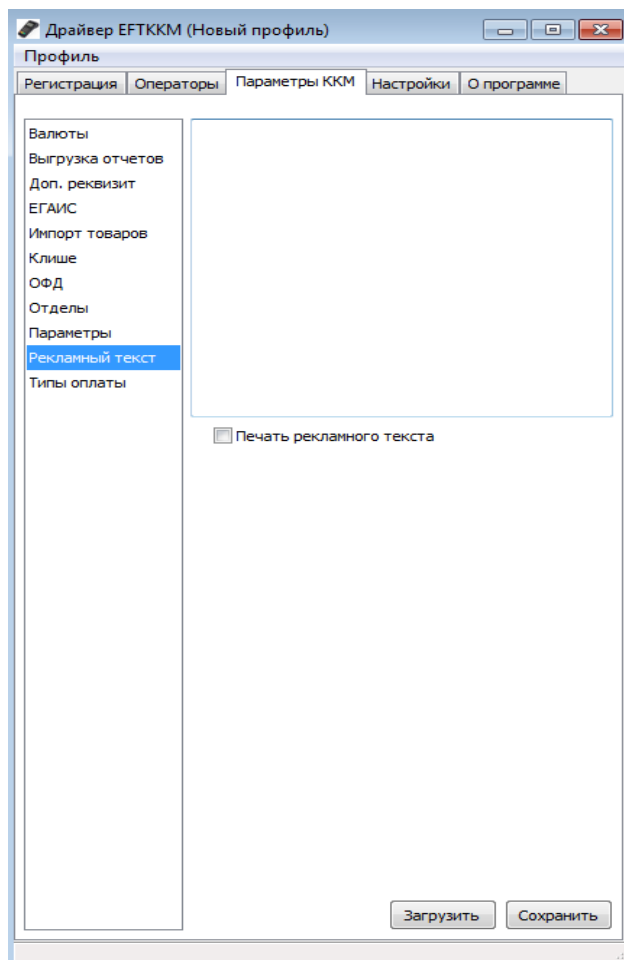 Драйвер EFTККМ (Новый профиль)
Профиль
Регистрация Операторы Параметры ККМ Настройки О программе
Валюты
Выгрузка отчетов
Доп. реквизит
ЕГАИС
Импорт товаров
Клише
ОФД
Отделы
Параметры
Рекламный текст
Типы оплаты
Печать рекламного текста
Загрузить Сохранить